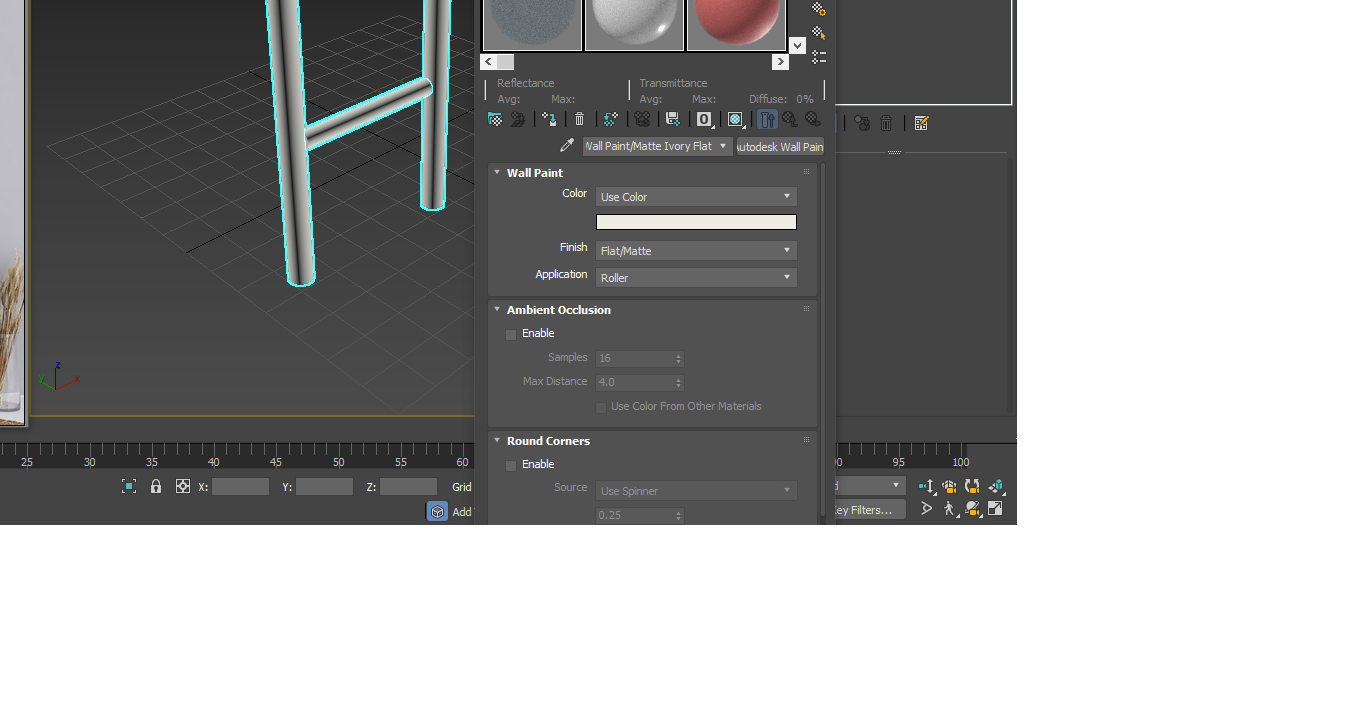 Reflectance
Transmittance
Avg: Max:
Avg: Max: Diffuse: 0%
0
Wall Paint/Matte Ivory Flat
Autodesk Wall Pain
Wall Paint
Color
Use Color
Finish
Flat/Matte
Application
Roller
Ambient Occlusion
Enable
Samples
16
Max Distance
4.0
Use Color From Other Materials
Round Corners
Enable
Source
Use Spinner
0.25
z
y
x
25 30 35 40 45 50 55 60
90 95 100
X: Y: Z: Grid
d
Add
Key Filters...